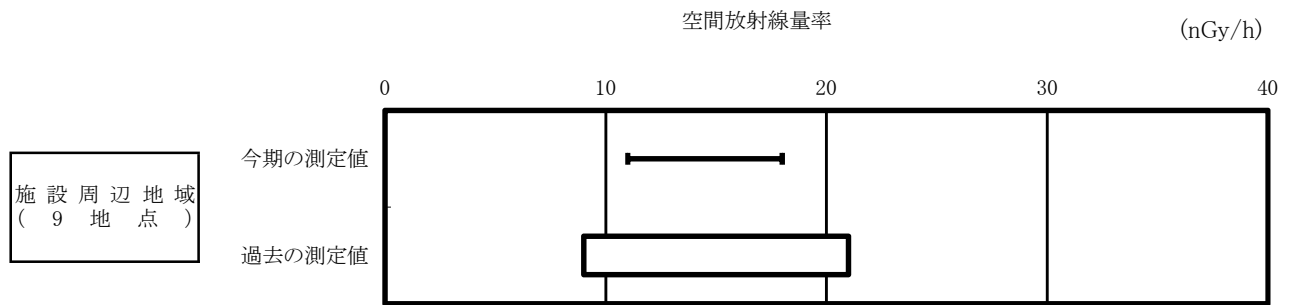 空間放射線量率
(nGy/h)
0 10 20 30 40
今期の測定値
施設周辺地域
(9地点)
過去の測定値